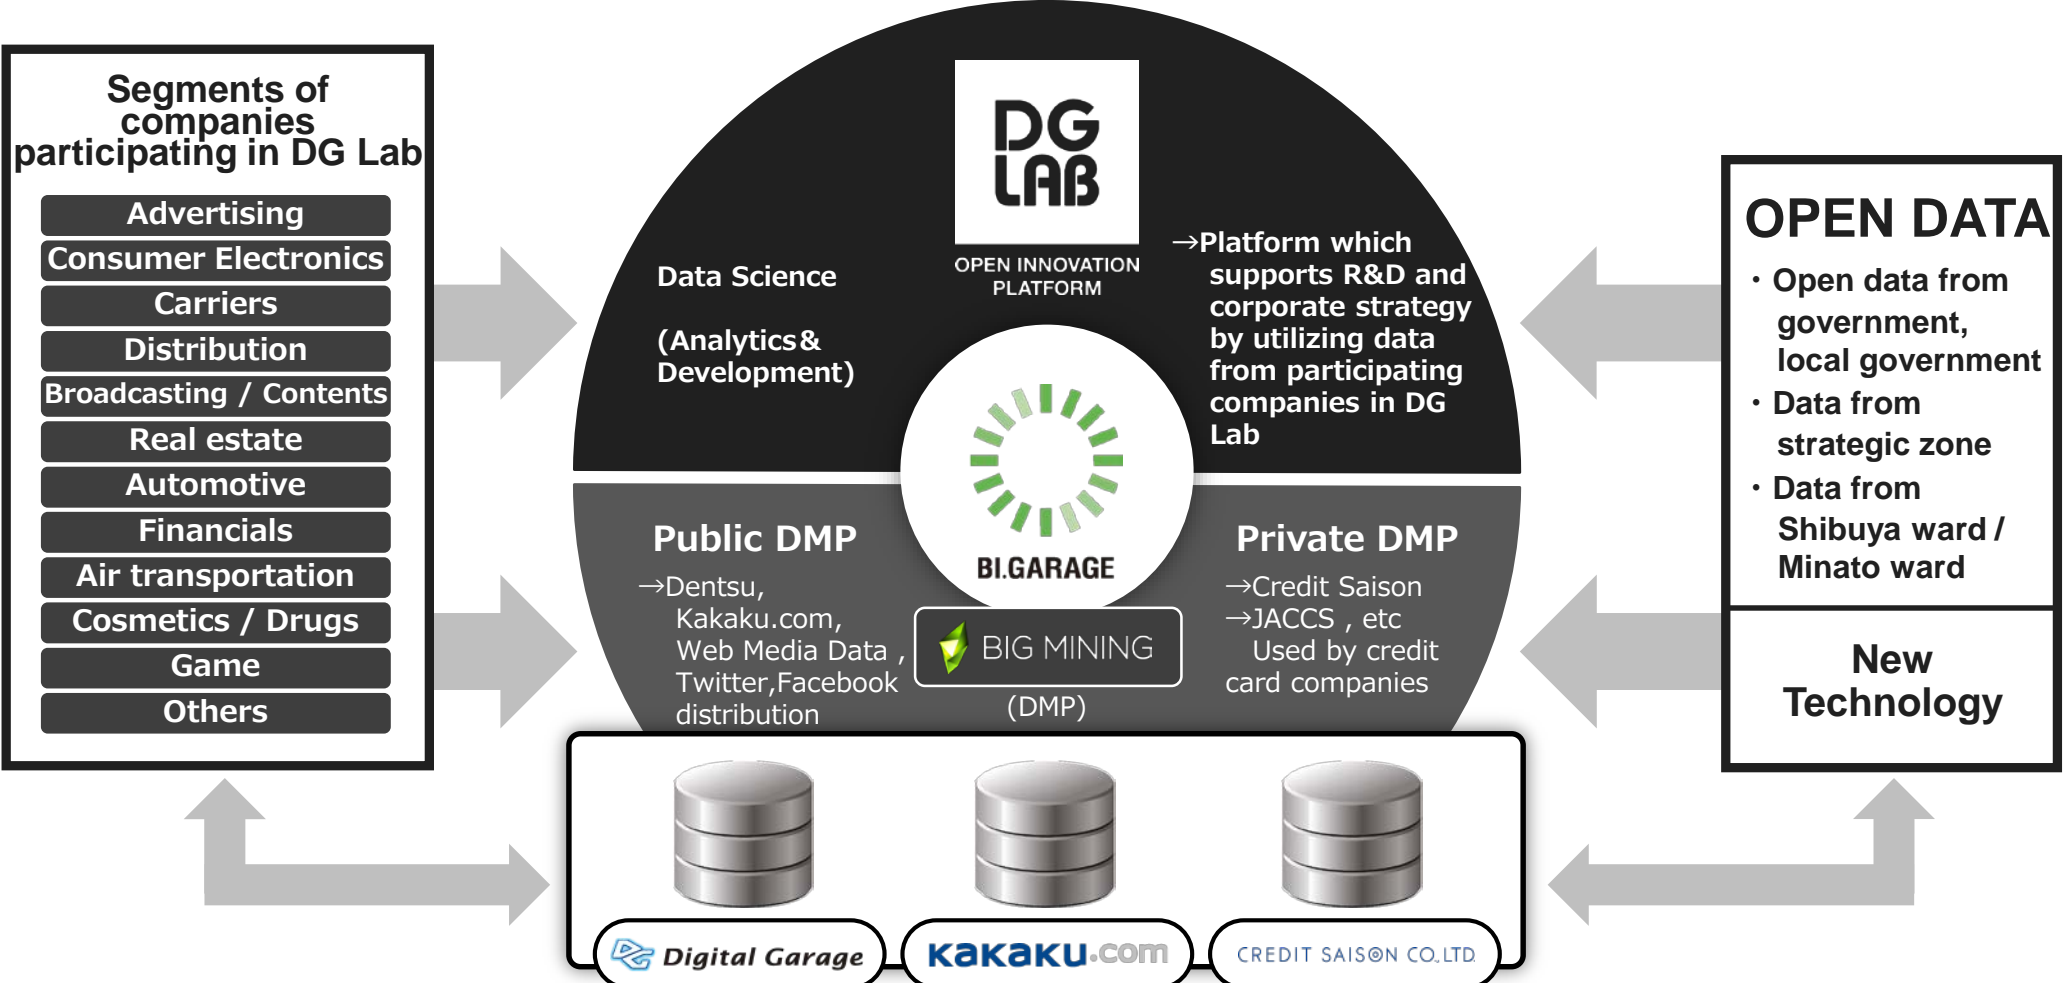 Segments of
companies
participating in DG Lab
Advertising
Consumer Electronics
Carriers
Distribution
Broadcasting / Contents
Real estate
Automotive
Financials
Air transportation
Cosmetics / Drugs
Game
Others
DG
LAB
OPEN INNOVATION
PLATFORM
Data Science
(Analytics&
Development)
→Platform which
supports R&D and
corporate strategy
by utilizing data
from participating
companies in DG
Lab
BI.GARAGE
Public DMP
→Dentsu,
Kakaku.com,
Web Media Data ,
Twitter,Facebook
distribution
BIG MINING
(DMP)
Private DMP
→Credit Saison
→JACCS , etc
Used by credit
card companies
OPEN DATA
・Open data from
government,
local government
・Data from
strategic zone
・Data from
Shibuya ward /
Minato ward
New
Technology
Digital Garage
KaKaKU.com
CREDIT SAISON CO.,LTD.